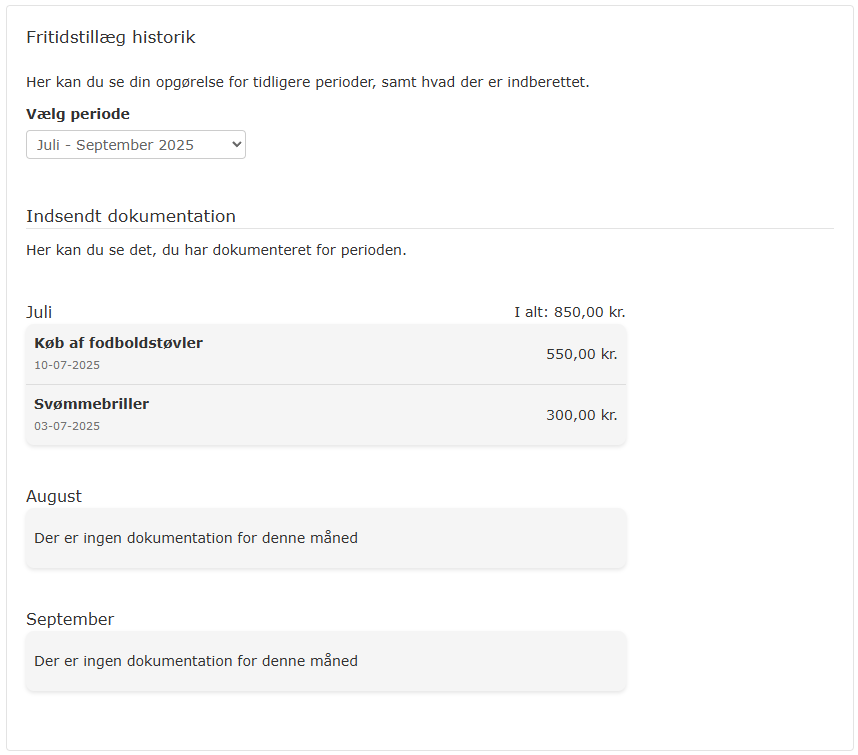 Fritidstillæg historik
Her kan du se din opgørelse for tidligere perioder, samt hvad der er indberettet.
Vælg periode
Juli - September 2025
Indsendt dokumentation
Her kan du se det, du har dokumenteret for perioden.
Juli I alt: 850,00 kr.
Køb af fodboldstøvler 550,00 kr.
10-07-2025
Svømmebriller 300,00 kr.
03-07-2025
August
Der er ingen dokumentation for denne måned
September
Der er ingen dokumentation for denne måned